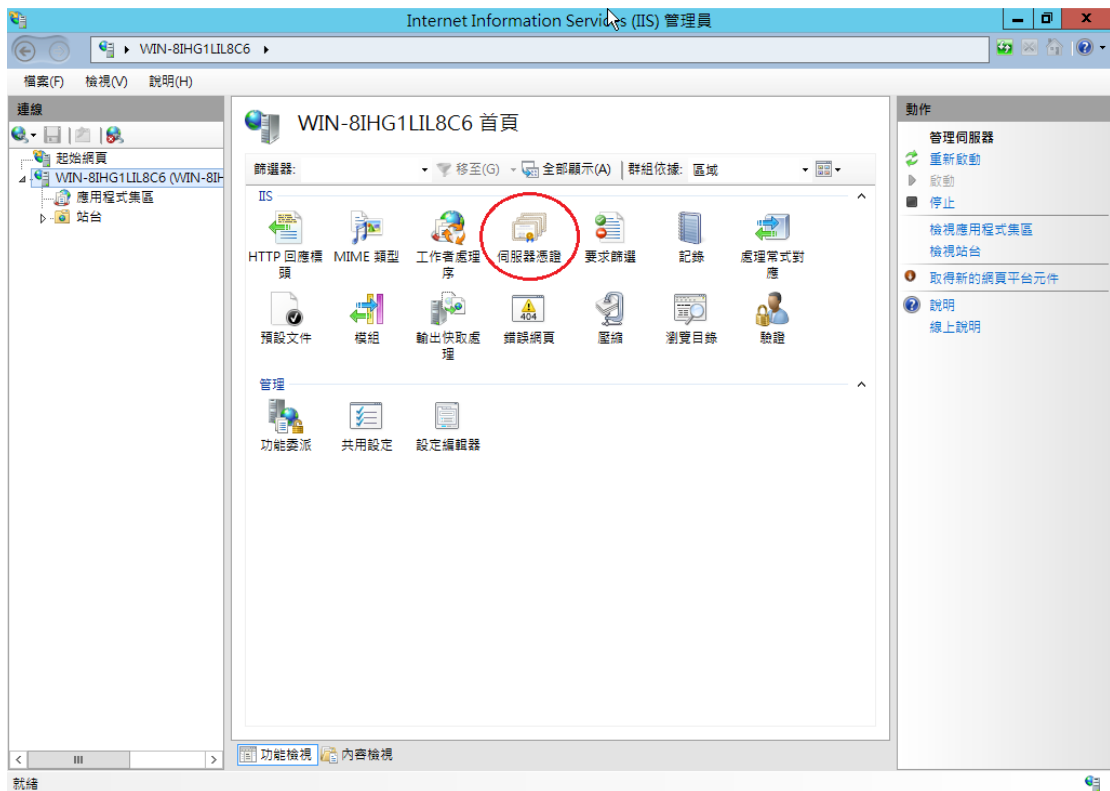 Internet Information Services (IIS) 管理員
WIN-8IHG1LIL8C6
檔案(F) 檢視(V) 說明(H)
連線
起始網頁
WIN-8IHG1LIL8C6 (WIN-8IH
應用程式集區
站台
WIN-8IHG1LIL8C6 首頁
篩選器: 移至(G) 全部顯示(A) 群組依據: 區域
IIS
HTTP 回應標頭 MIME 類型 工作者處理序 伺服器憑證 要求篩選 記錄 處理常式對應
預設文件 模組 輸出快取處理 錯誤網頁 壓縮 瀏覽目錄 驗證
404
管理
功能委派 共用設定 設定編輯器
功能檢視 內容檢視
動作
管理伺服器
重新啟動
啟動
停止
檢視應用程式集區
檢視站台
取得新的網頁平台元件
說明
線上說明
就緒